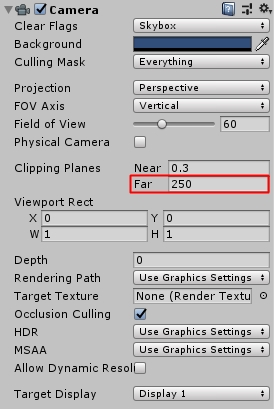 Camera
Clear Flags Skybox
Background
Culling Mask Everything
Projection Perspective
FOV Axis Vertical
Field of View 60
Physical Camera
Clipping Planes Near 0.3
Far 250
Viewport Rect
X 0 Y 0
W 1 H 1
Depth 0
Rendering Path Use Graphics Settings
Target Texture None (Render Textu
Occlusion Culling
HDR Use Graphics Settings
MSAA Use Graphics Settings
Allow Dynamic Resol
Target Display Display 1